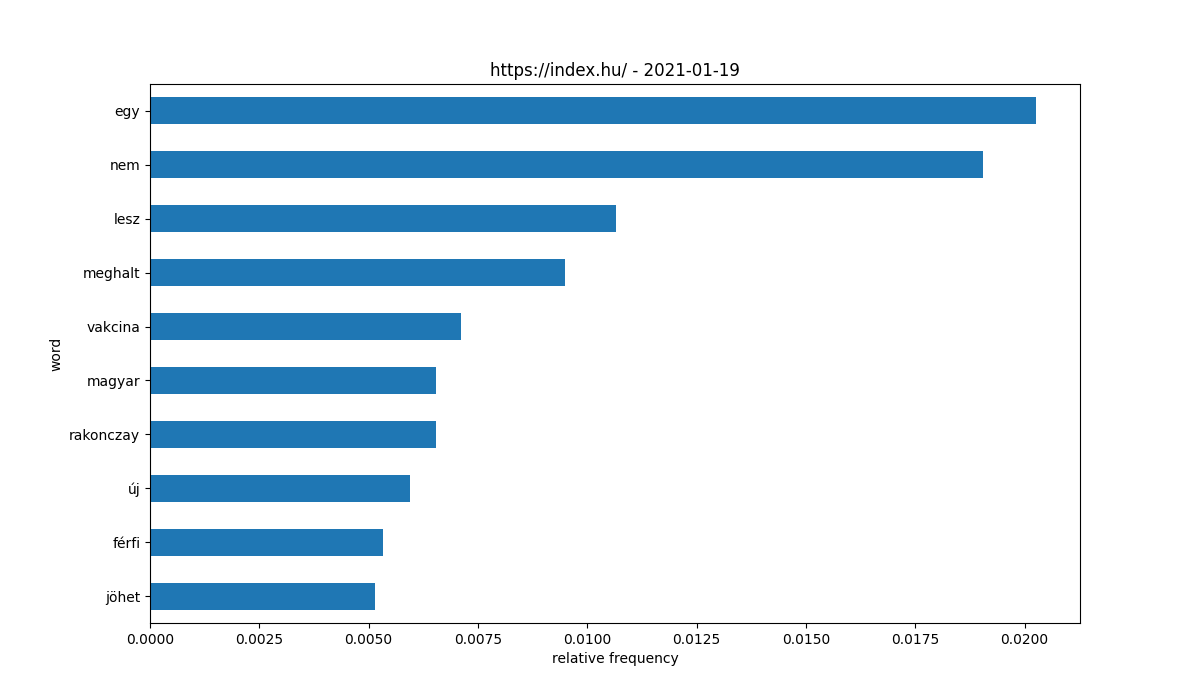 https://index.hu/ - 2021-01-19
egy
nem
lesz
meghalt
vakcina
magyar
rakonczay
új
férfi
jöhet
word
0.0000 0.0025 0.0050 0.0075 0.0100 0.0125 0.0150 0.0175 0.0200
relative frequency